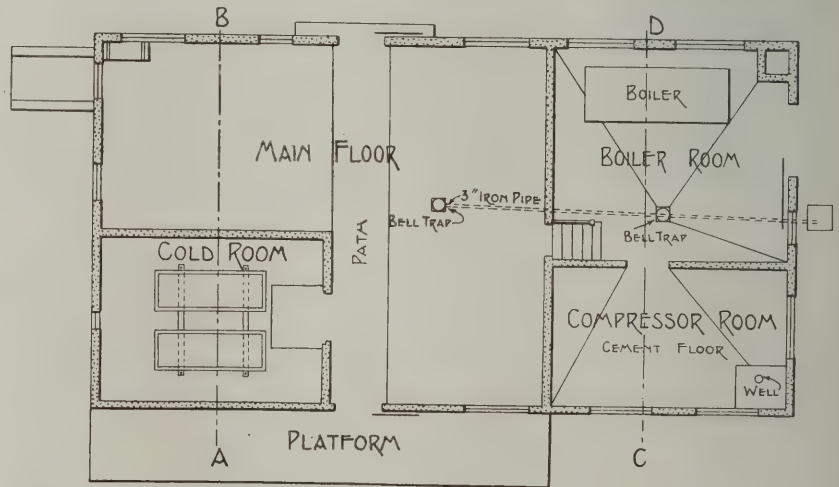 B
D
BOILER
MAIN FLOOR
BOILER ROOM
3" IRON PIPE
BELL TRAP
BELL TRAP
PATH
COLD ROOM
COMPRESSOR ROOM
CEMENT FLOOR
WELL
PLATFORM
A
C